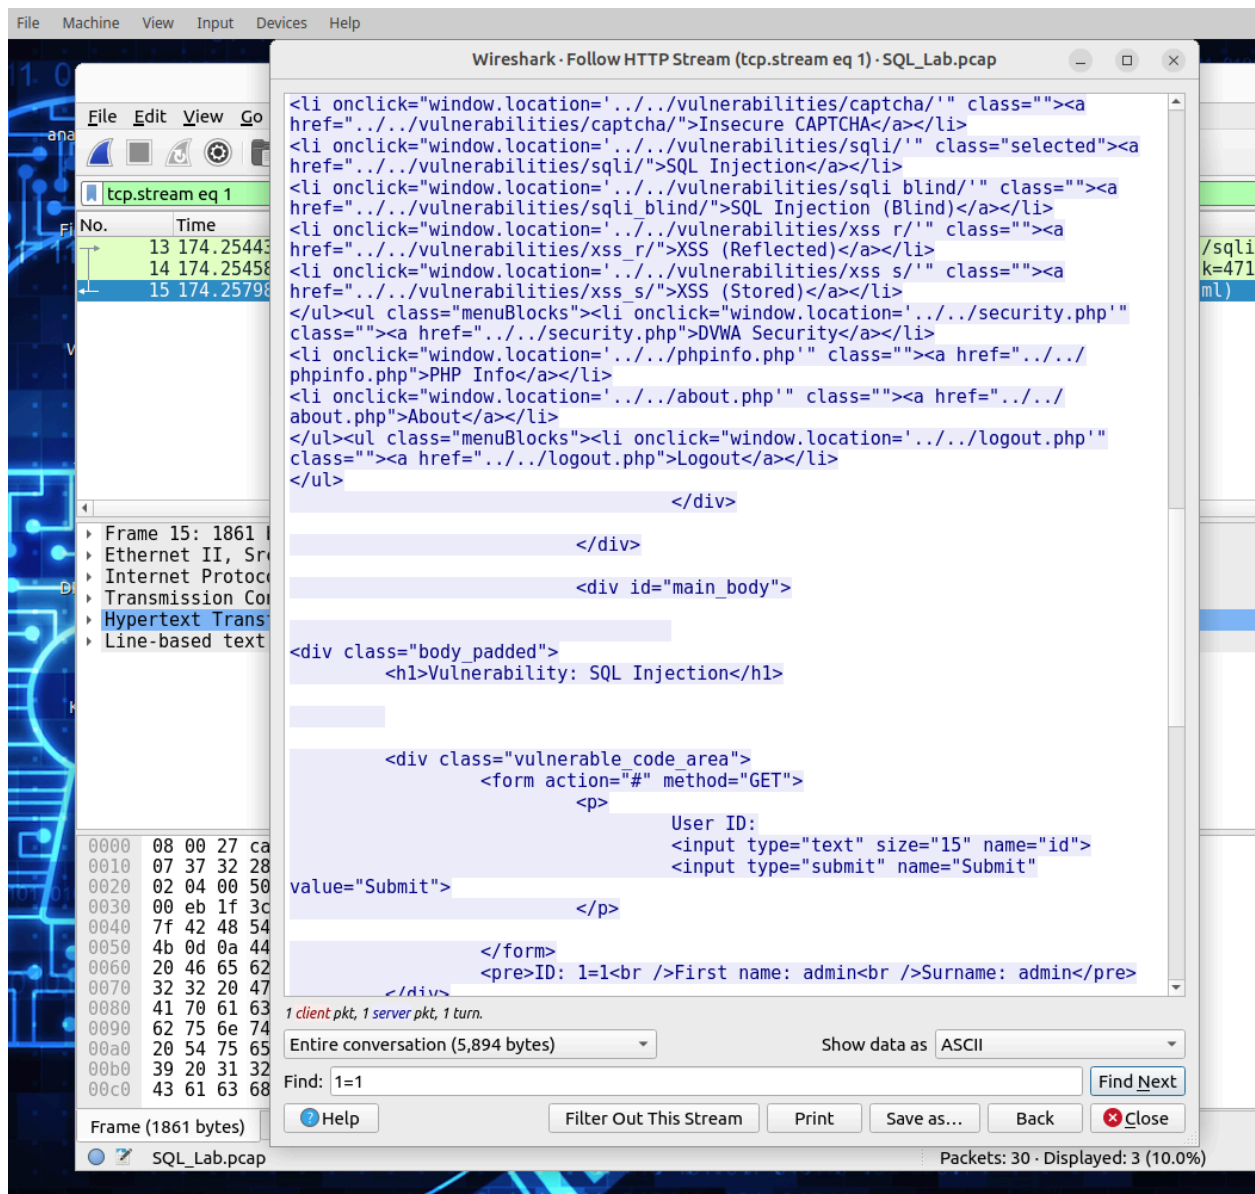 File Machine View Input Devices Help
Wireshark · Follow HTTP Stream (tcp.stream eq 1) · SQL_Lab.pcap
File Edit View Go
tcp.stream eq 1
No. Time
13 174.25443
14 174.25458
15 174.25798
/sqli
k=471
ml)
Frame 15: 1861
Ethernet II,
Internet
Transmission
Hypertext
Line-based text
0000 08 00 27 ca
0010 07 37 32 28
0020 02 04 00 50
0030 00 eb 1f 3c
0040 7f 42 48 54
0050 4b 0d 0a 44
0060 20 46 65 62
0070 32 32 20 47
0080 41 70 61 63
0090 62 75 6e 74
00a0 20 54 75 65
00b0 39 20 31 32
00c0 43 61 63 68
Frame (1861 bytes)
SQL_Lab.pcap
<li onclick="window.location='../../vulnerabilities/captcha/'" class=""><a
href="../../vulnerabilities/captcha/">Insecure CAPTCHA</a></li>
<li onclick="window.location='../../vulnerabilities/sqli/'" class="selected"><a
href="../../vulnerabilities/sqli/">SQL Injection</a></li>
<li onclick="window.location='../../vulnerabilities/sqli_blind/'" class=""><a
href="../../vulnerabilities/sqli_blind/">SQL Injection (Blind)</a></li>
<li onclick="window.location='../../vulnerabilities/xss_r/'" class=""><a
href="../../vulnerabilities/xss_r/">XSS (Reflected)</a></li>
<li onclick="window.location='../../vulnerabilities/xss_s/'" class=""><a
href="../../vulnerabilities/xss_s/">XSS (Stored)</a></li>
</ul><ul class="menuBlocks"><li onclick="window.location='../../security.php'"
class=""><a href="../../security.php">DVWA Security</a></li>
<li onclick="window.location='../../phpinfo.php'" class=""><a href="../../
phpinfo.php">PHP Info</a></li>
<li onclick="window.location='../../about.php'" class=""><a href="../../
about.php">About</a></li>
</ul><ul class="menuBlocks"><li onclick="window.location='../../logout.php'"
class=""><a href="../../logout.php">Logout</a></li>
</ul>
</div>
</div>
<div id="main_body">
<div class="body_padded">
<h1>Vulnerability: SQL Injection</h1>
<div class="vulnerable_code_area">
<form action="#" method="GET">
<p>
User ID:
<input type="text" size="15" name="id">
<input type="submit" name="Submit"
value="Submit">
</p>
</form>
<pre>ID: 1=1<br />First name: admin<br />Surname: admin</pre>
</div>
1 client pkt, 1 server pkt, 1 turn.
Entire conversation (5,894 bytes) Show data as ASCII
Find: 1=1 Find Next
Help Filter Out This Stream Print Save as... Back Close
Packets: 30 · Displayed: 3 (10.0%)